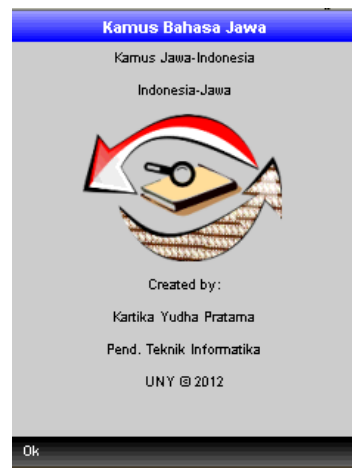 Kamus Bahasa Jawa
Kamus Jawa-Indonesia
Indonesia-Jawa
Created by:
Kartika Yudha Pratama
Pend. Teknik Informatika
UNY @ 2012
Ok